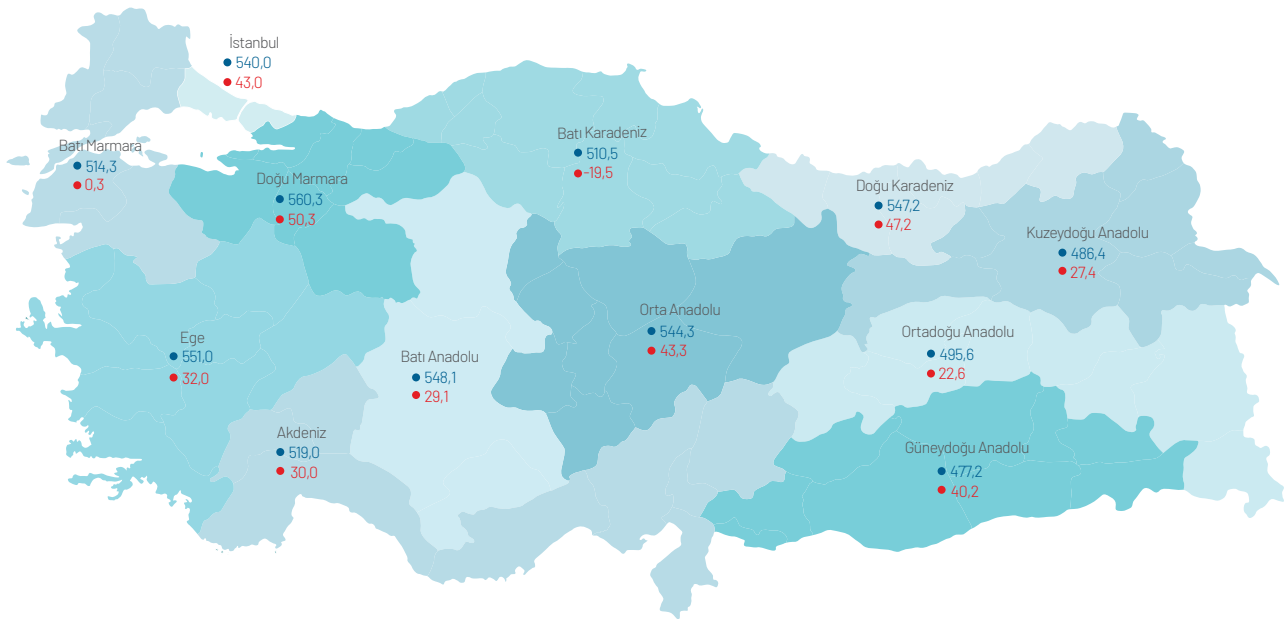 İstanbul
540,0
43,0
Batı Marmara
514,3
0,3
Doğu Marmara
560,3
50,3
Batı Karadeniz
510,5
-19,5
Doğu Karadeniz
547,2
47,2
Kuzeydoğu Anadolu
486,4
27,4
Orta Anadolu
544,3
43,3
Ortadoğu Anadolu
495,6
22,6
Ege
551,0
32,0
Batı Anadolu
548,1
29,1
Akdeniz
519,0
30,0
Güneydoğu Anadolu
477,2
40,2